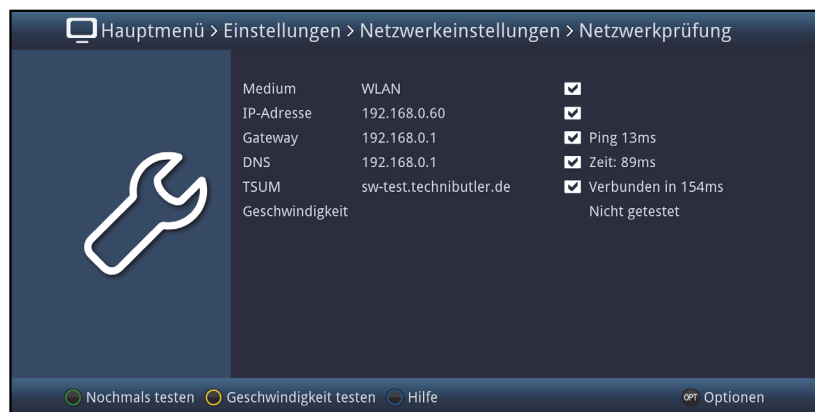 Hauptmenü > Einstellungen > Netzwerkeinstellungen > Netzwerkprüfung
Medium WLAN
IP-Adresse 192.168.0.60
Gateway 192.168.0.1 Ping 13ms
DNS 192.168.0.1 Zeit: 89ms
TSUM sw-test.technibutler.de Verbunden in 154ms
Geschwindigkeit Nicht getestet
Nochmals testen Geschwindigkeit testen Hilfe OPT Optionen